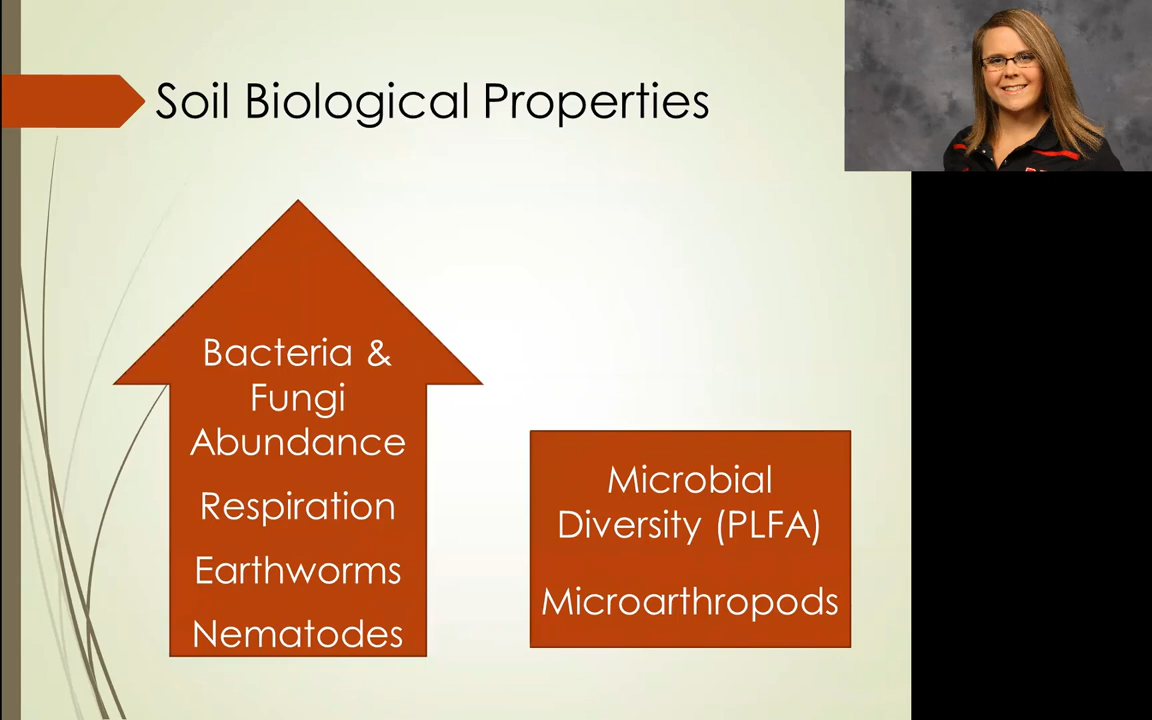 Soil Biological Properties
Bacteria &
Fungi
Abundance
Respiration
Earthworms
Nematodes
Microbial
Diversity (PLFA)
Microarthropods